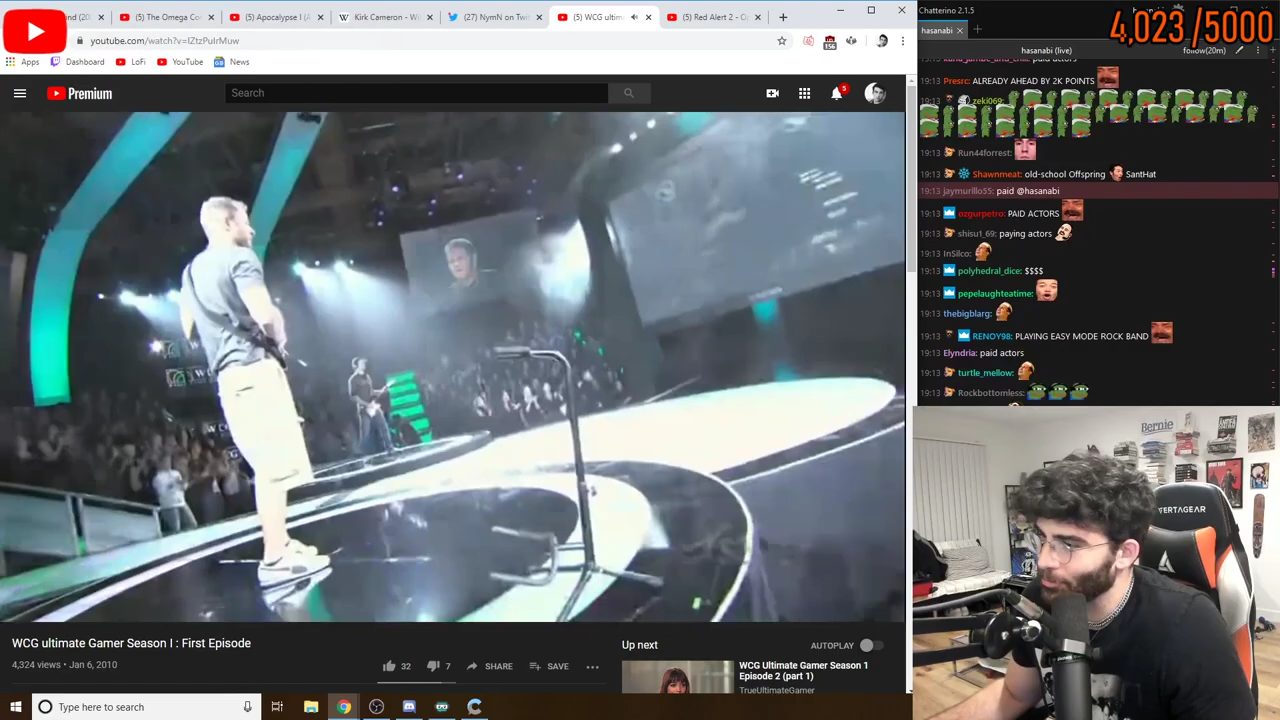 (5) The Omega Co
(5) Apocalypse I
Kirk Cameron - Wi
(27) NymN on Twi
(5) WCG ultim
(5) Red Alert 2 - O
Chatterino 2.1.5
hasanabi
4,023 /5000
youtube.com/watch?v=IZtzPuIrMuw
156
hasanabi (live)
follow(20m)
Apps
Dashboard
LoFi
YouTube
News
Premium
Search
5
paid actors
Presrc: ALREADY AHEAD BY 2K POINTS
zeki069:
19:13 Run44forrest:
19:13 Shawnmeat: old-school Offspring SantHat
19:13 jaymurillo55: paid @hasanabi
19:13 ozgurpetro: PAID ACTORS
19:13 shisu1_69: paying actors
19:13 InSilco:
19:13 polyhedral_dice: $$$$
19:13 pepelaughteatime:
19:13 thebigblarg:
19:13 RENOY98: PLAYING EASY MODE ROCK BAND
19:13 Elyndria: paid actors
19:13 turtle_mellow:
19:13 Rockbottomless:
Bernie
VERTAGEAR
WCG ultimate Gamer Season I : First Episode
4,324 views • Jan 6, 2010
32
7
SHARE
SAVE
Up next
AUTOPLAY
WCG Ultimate Gamer Season 1
Episode 2 (part 1)
TrueUltimateGamer
Type here to search